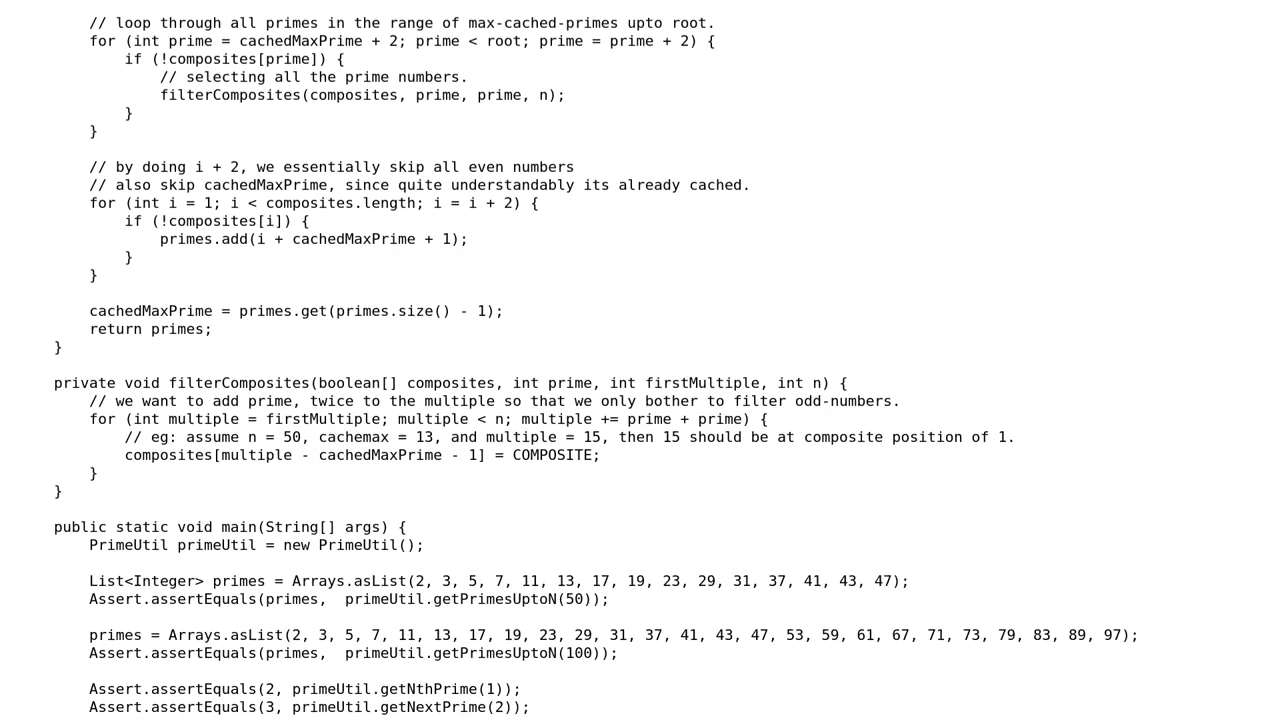 // loop through all primes in the range of max-cached-primes upto root.
for (int prime = cachedMaxPrime + 2; prime < root; prime = prime + 2) {
if (!composites[prime]) {
// selecting all the prime numbers.
filterComposites(composites, prime, prime, n);
}
}
// by doing i + 2, we essentially skip all even numbers
// also skip cachedMaxPrime, since quite understandably its already cached.
for (int i = 1; i < composites.length; i = i + 2) {
if (!composites[i]) {
primes.add(i + cachedMaxPrime + 1);
}
}
cachedMaxPrime = primes.get(primes.size() - 1);
return primes;
}
private void filterComposites(boolean[] composites, int prime, int firstMultiple, int n) {
// we want to add prime, twice to the multiple so that we only bother to filter odd-numbers.
for (int multiple = firstMultiple; multiple < n; multiple += prime + prime) {
// eg: assume n = 50, cachemax = 13, and multiple = 15, then 15 should be at composite position of 1.
composites[multiple - cachedMaxPrime - 1] = COMPOSITE;
}
}
public static void main(String[] args) {
PrimeUtil primeUtil = new PrimeUtil();
List<Integer> primes = Arrays.asList(2, 3, 5, 7, 11, 13, 17, 19, 23, 29, 31, 37, 41, 43, 47);
Assert.assertEquals(primes,  primeUtil.getPrimesUptoN(50));
primes = Arrays.asList(2, 3, 5, 7, 11, 13, 17, 19, 23, 29, 31, 37, 41, 43, 47, 53, 59, 61, 67, 71, 73, 79, 83, 89, 97);
Assert.assertEquals(primes,  primeUtil.getPrimesUptoN(100));
Assert.assertEquals(2, primeUtil.getNthPrime(1));
Assert.assertEquals(3, primeUtil.getNextPrime(2));